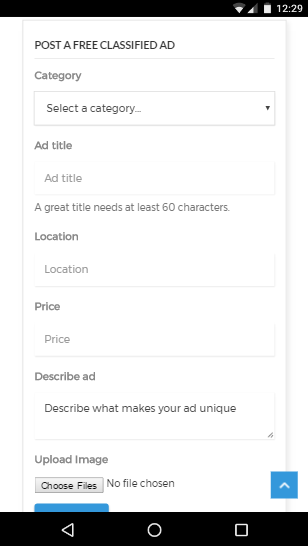 12:29
POST A FREE CLASSIFIED AD
Category
Select a category...
Ad title
Ad title
A great title needs at least 60 characters.
Location
Location
Price
Price
Describe ad
Describe what makes your ad unique
Upload Image
Choose Files No file chosen